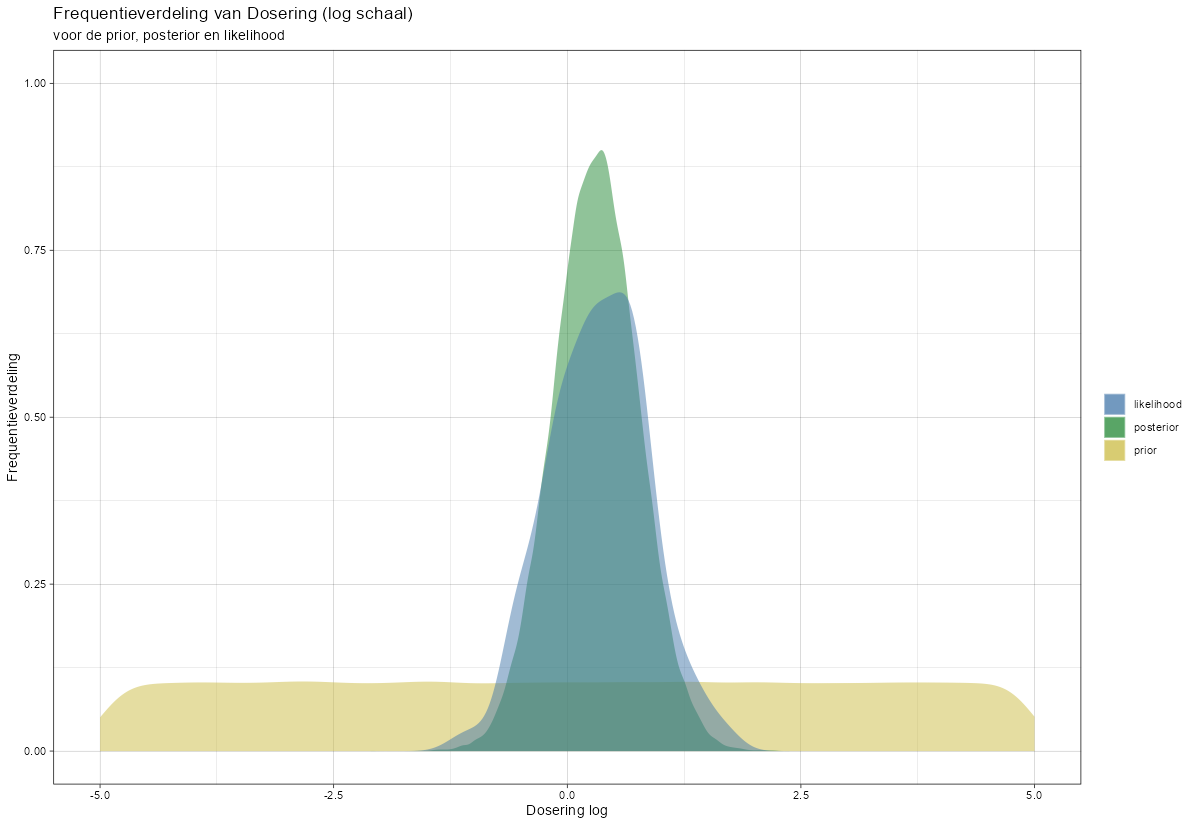 Frequentieverdeling van Dosering (log schaal)
voor de prior, posterior en likelihood
1.00
0.75
0.50
0.25
0.00
Frequentieverdeling
-5.0
-2.5
0.0
2.5
5.0
Dosering log
likelihood
posterior
prior